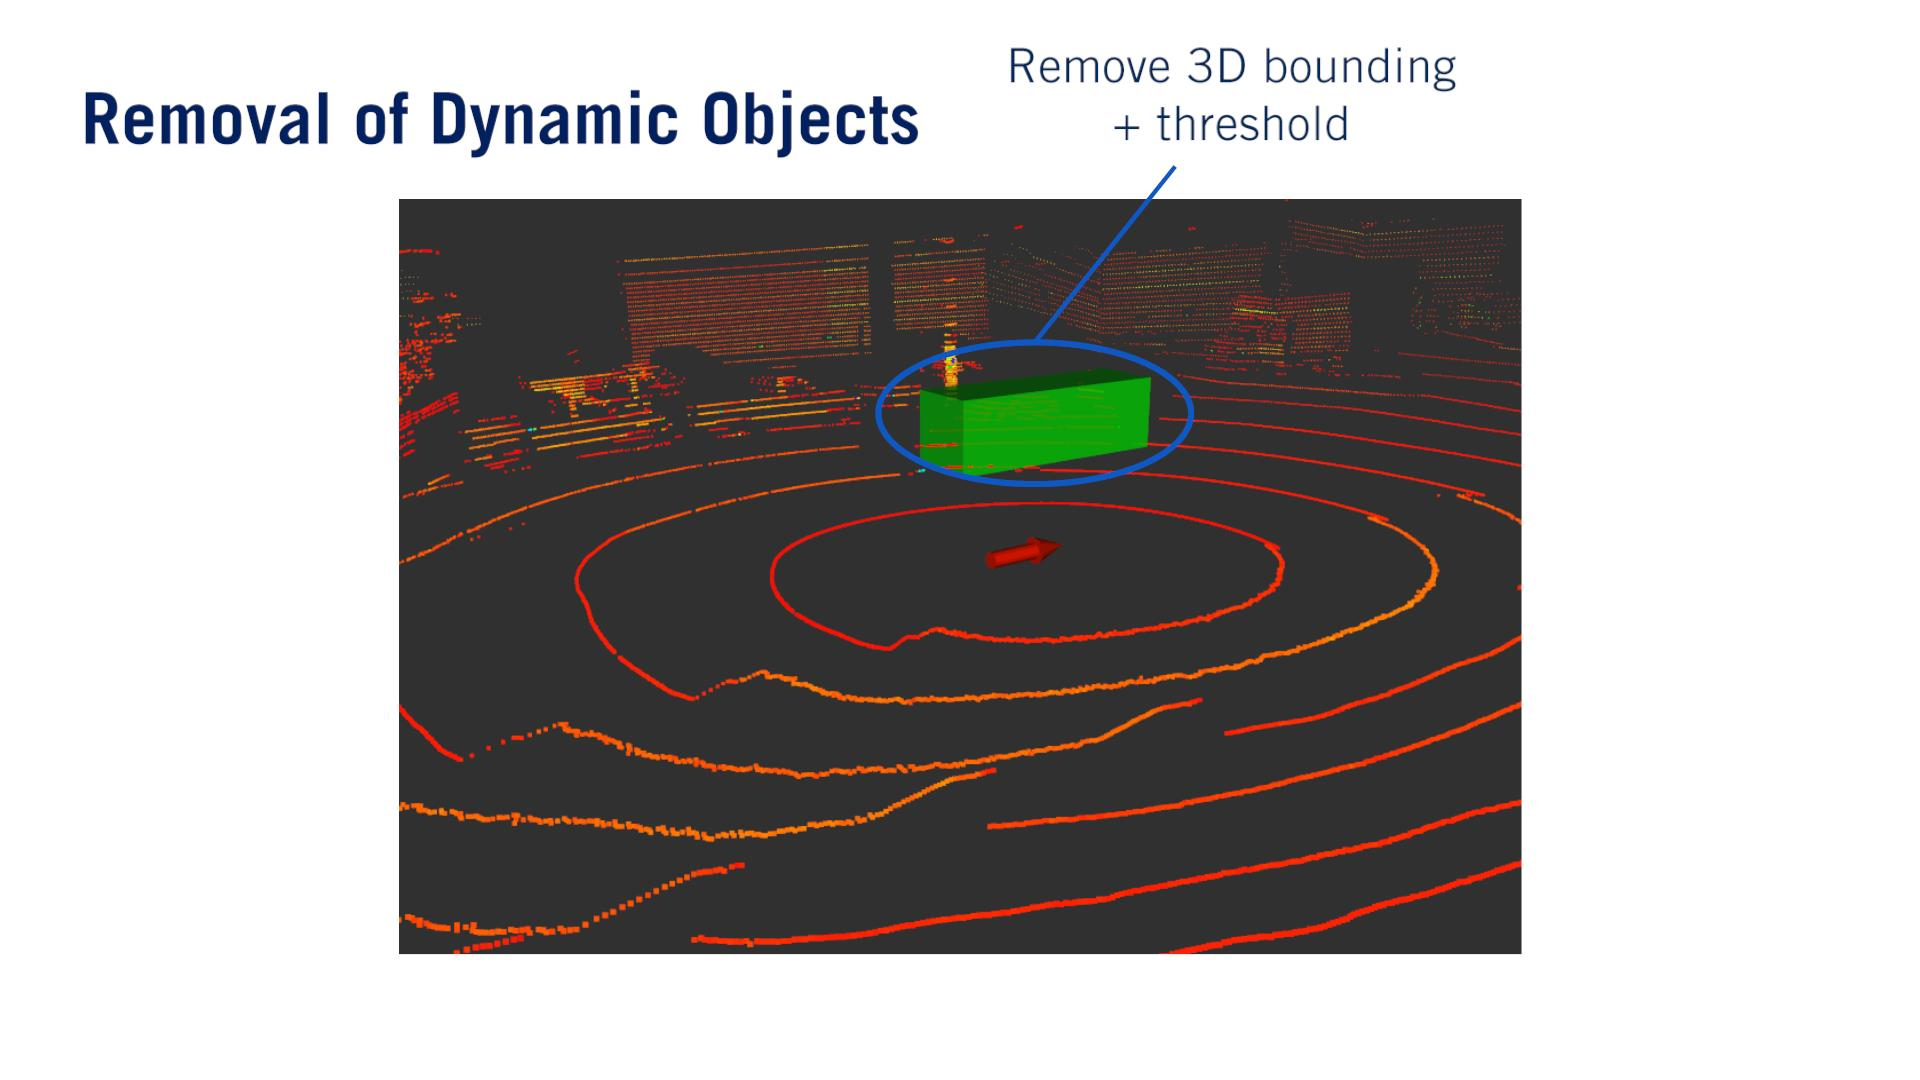 Removal of Dynamic Objects
Remove 3D bounding
+ threshold